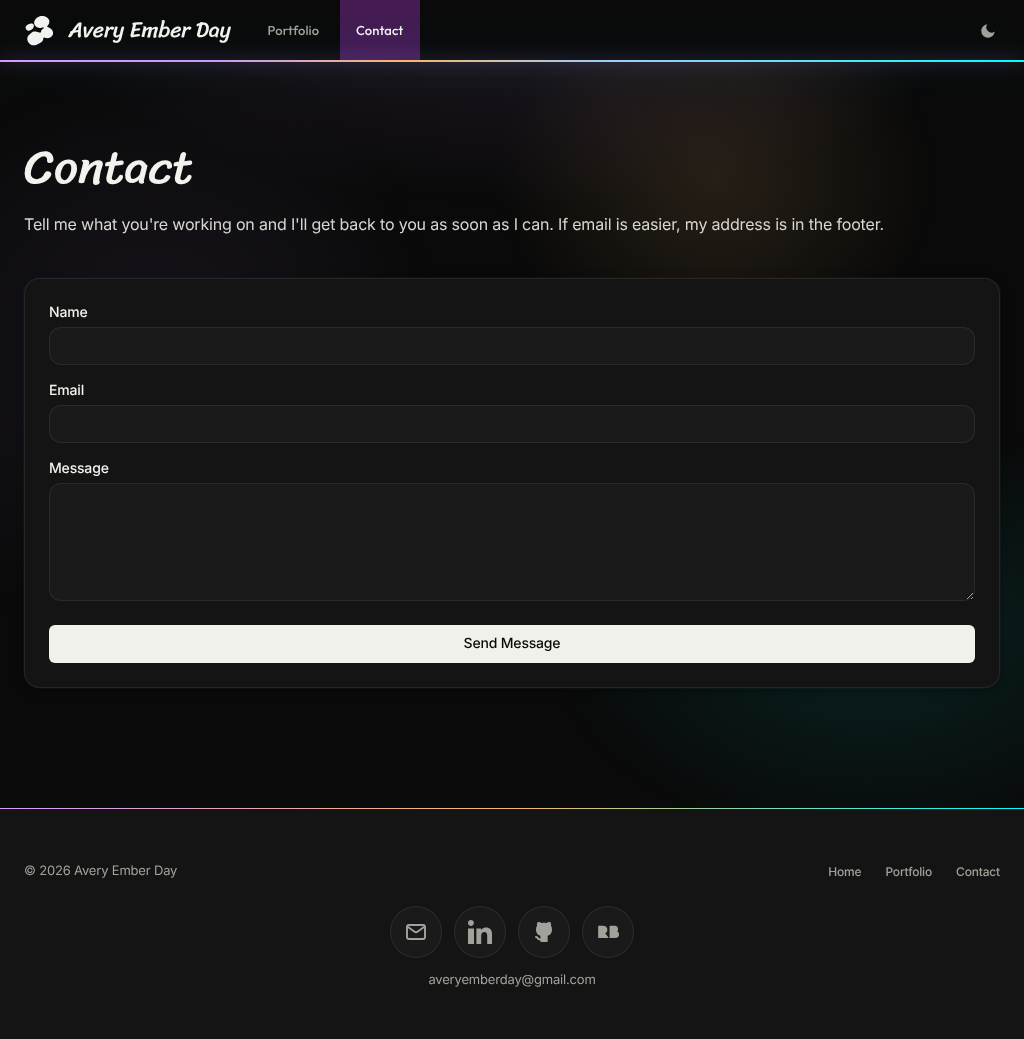 Avery Ember Day
Portfolio
Contact
Contact
Tell me what you're working on and I'll get back to you as soon as I can. If email is easier, my address is in the footer.
Name
Email
Message
Send Message
© 2026 Avery Ember Day
Home
Portfolio
Contact
in
RB
averyemberday@gmail.com